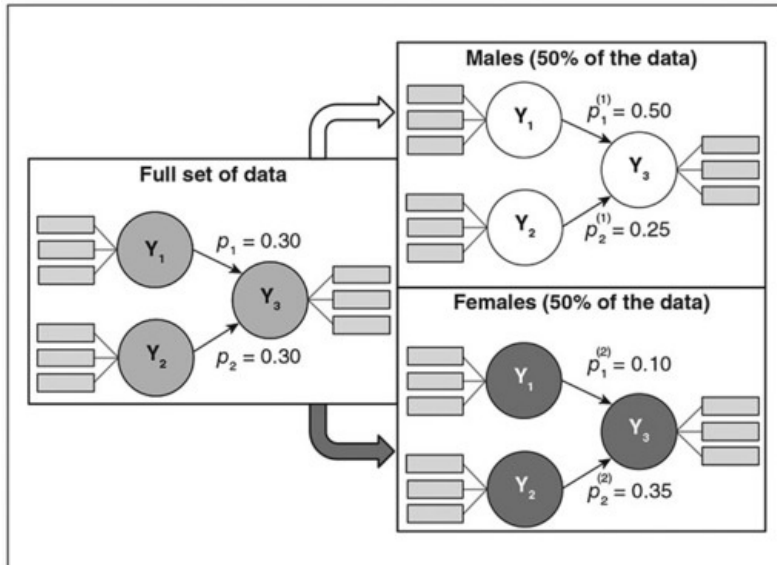 Full set of data
Y₁
p₁ = 0.30
Y₃
Y₂
p₂ = 0.30
Males (50% of the data)
Y₁
p₁⁽¹⁾ = 0.50
Y₃
Y₂
p₂⁽¹⁾ = 0.25
Females (50% of the data)
Y₁
p₁⁽²⁾ = 0.10
Y₃
Y₂
p₂⁽²⁾ = 0.35